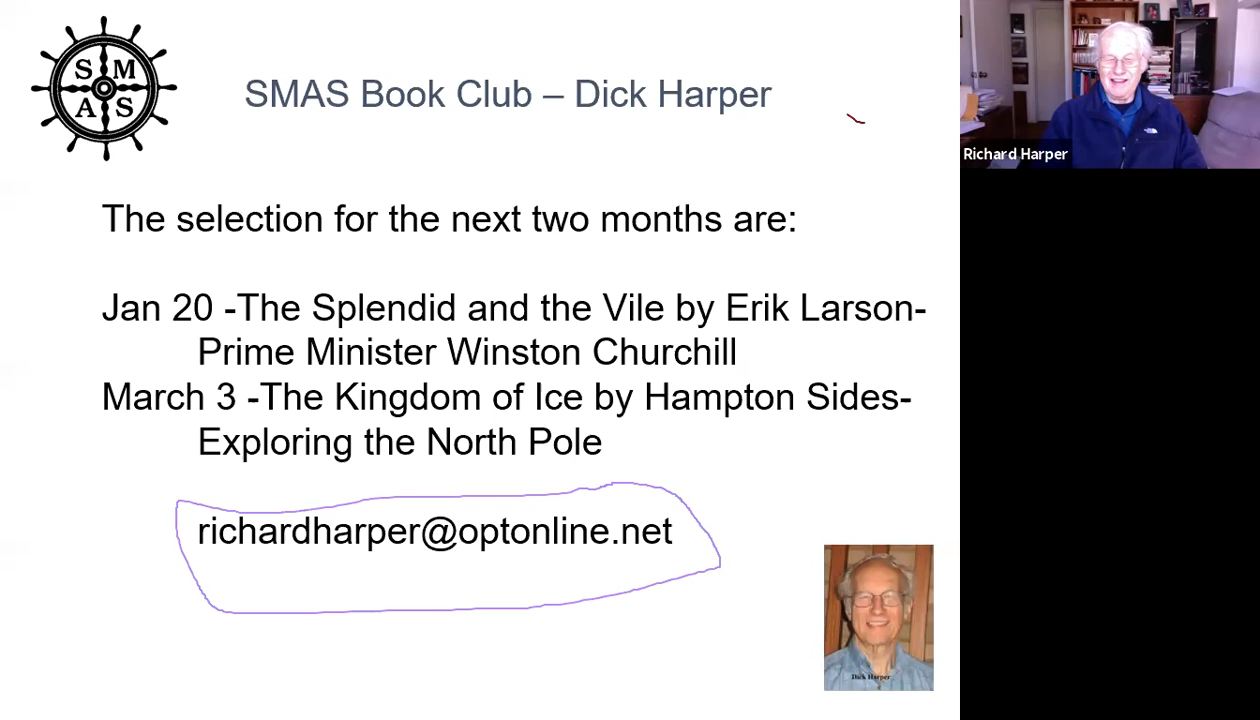 S M
A S
SMAS Book Club – Dick Harper
Richard Harper
The selection for the next two months are:
Jan 20 -The Splendid and the Vile by Erik Larson-
Prime Minister Winston Churchill
March 3 -The Kingdom of Ice by Hampton Sides-
Exploring the North Pole
richardharper@optonline.net
Dick Harper